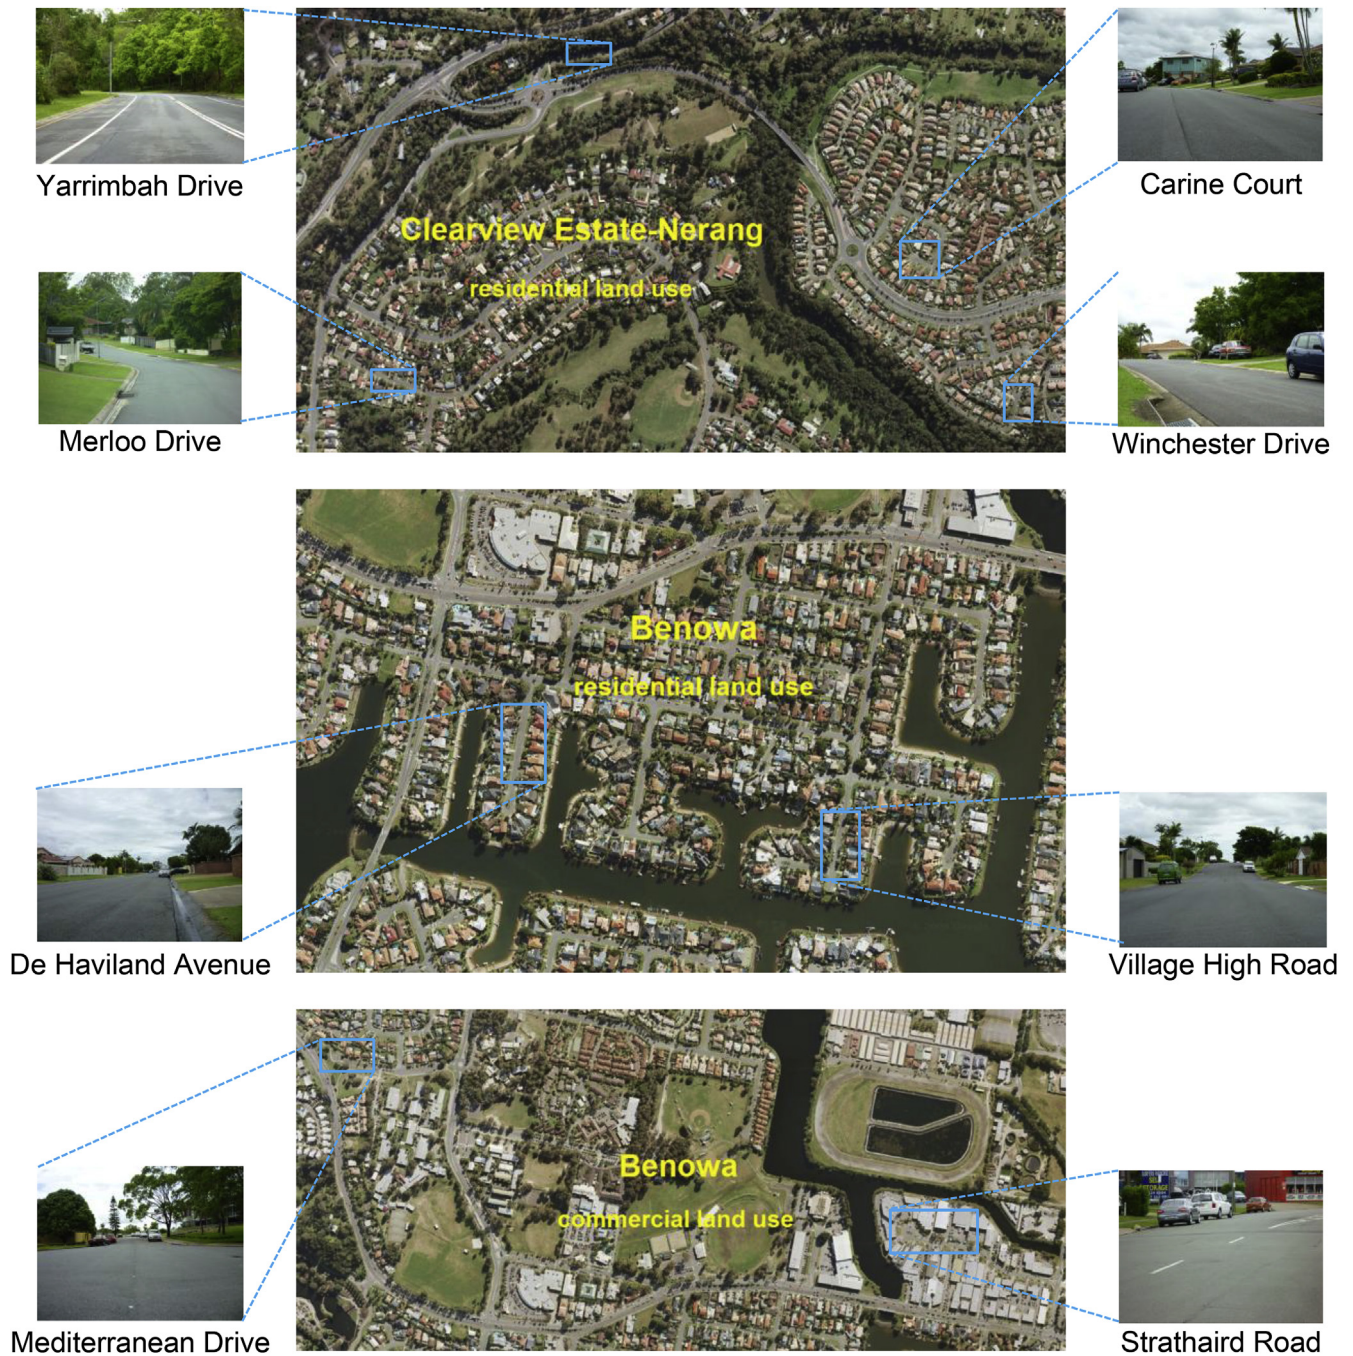 Yarrimbah Drive
Carine Court
Clearview Estate-Nerang
residential land use
Merloo Drive
Winchester Drive
Benowa
residential land use
De Haviland Avenue
Village High Road
Benowa
commercial land use
STORAGE
Mediterranean Drive
Strathaird Road